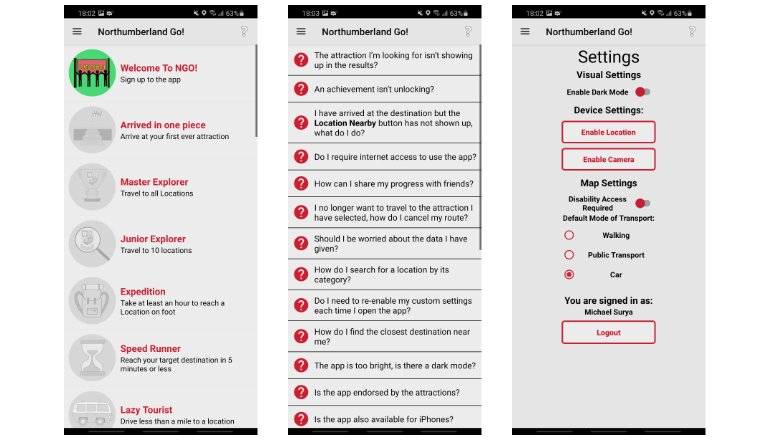 18:02
63%
Northumberland Go!
?
Welcome To NGO!
Sign up to the app
Arrived in one piece
Arrive at your first ever attraction
Master Explorer
Travel to all Locations
Junior Explorer
Travel to 10 locations
Expedition
Take at least an hour to reach a
Location on foot
Speed Runner
Reach your target destination in 5
minutes or less
Lazy Tourist
Drive less than a mile to a location
18:03
63%
Northumberland Go!
?
? The attraction I'm looking for isn't showing
up in the results?
? An achievement isn't unlocking?
? I have arrived at the destination but the
Location Nearby button has not shown up,
what do I do?
? Do I require internet access to use the app?
? How can I share my progress with friends?
? I no longer want to travel to the attraction I
have selected, how do I cancel my route?
? Should I be worried about the data I have
given?
? How do I search for a location by its
category?
? Do I need to re-enable my custom settings
each time I open the app?
? How do I find the closest destination near
me?
? The app is too bright, is there a dark mode?
? Is the app endorsed by the attractions?
? Is the app also available for iPhones?
18:02
63%
Northumberland Go!
?
Settings
Visual Settings
Enable Dark Mode
Device Settings:
Enable Location
Enable Camera
Map Settings
Disability Access
Required
Default Mode of Transport:
Walking
Public Transport
Car
You are signed in as:
Michael Surya
Logout